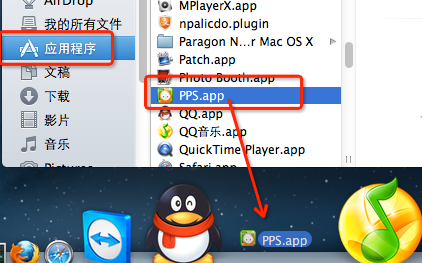 AirDrop
我的所有文件
应用程序
文稿
下载
影片
音乐
Pictures
MPlayerX.app
npalicdo.plugin
Paragon N...r Mac OS X
Patch.app
Photo Booth.app
PPS.app
QQ.app
QQ音乐.app
QuickTime Player.app
Safari.app
PPS.app